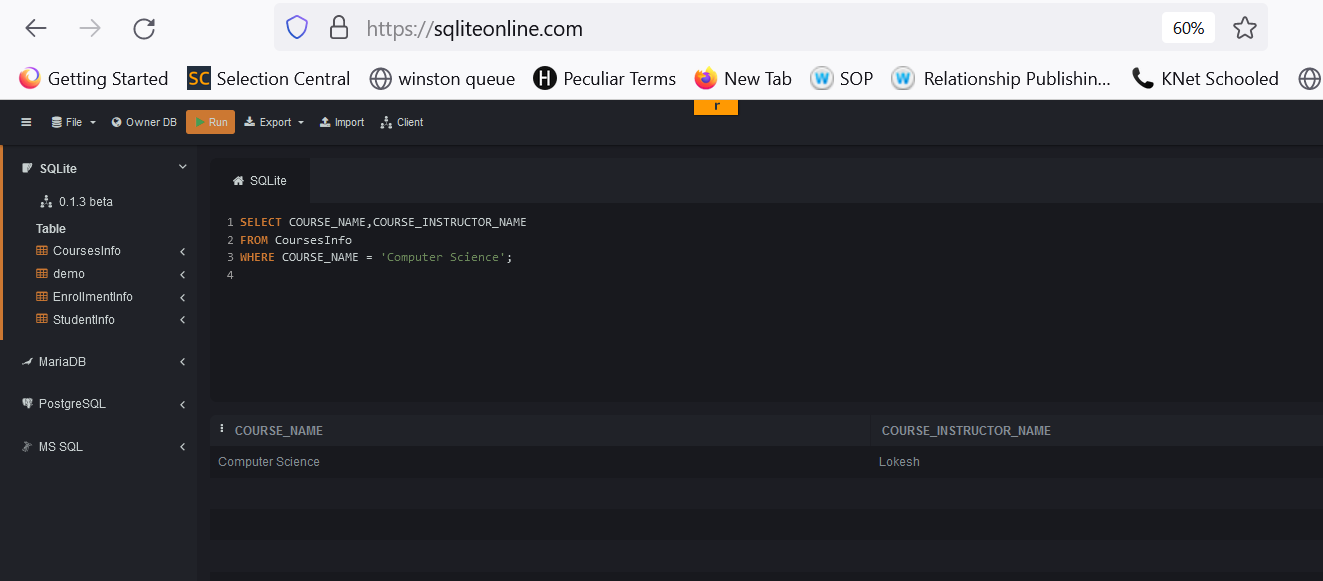 https://sqliteonline.com 60%
Getting Started SC Selection Central winston queue H Peculiar Terms New Tab W SOP W Relationship Publishin... KNet Schooled
r
File Owner DB Run Export Import Client
SQLite
0.1.3 beta
Table
CoursesInfo
demo
EnrollmentInfo
StudentInfo
MariaDB
PostgreSQL
MS SQL
SQLite
1 SELECT COURSE_NAME,COURSE_INSTRUCTOR_NAME
2 FROM CoursesInfo
3 WHERE COURSE_NAME = 'Computer Science';
4
COURSE_NAME COURSE_INSTRUCTOR_NAME
Computer Science Lokesh